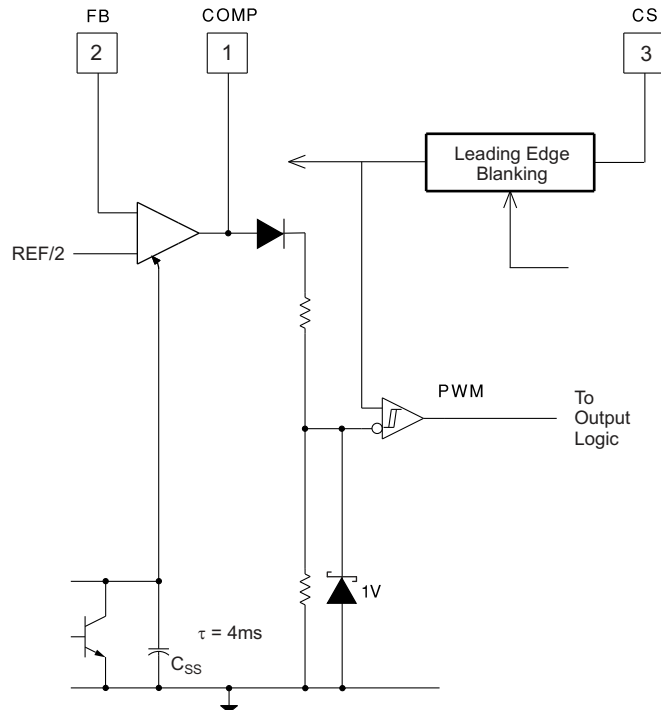 FB
COMP
CS
2
1
3
Leading Edge
Blanking
REF/2
PWM
To
Output
Logic
1V
τ = 4ms
CSS